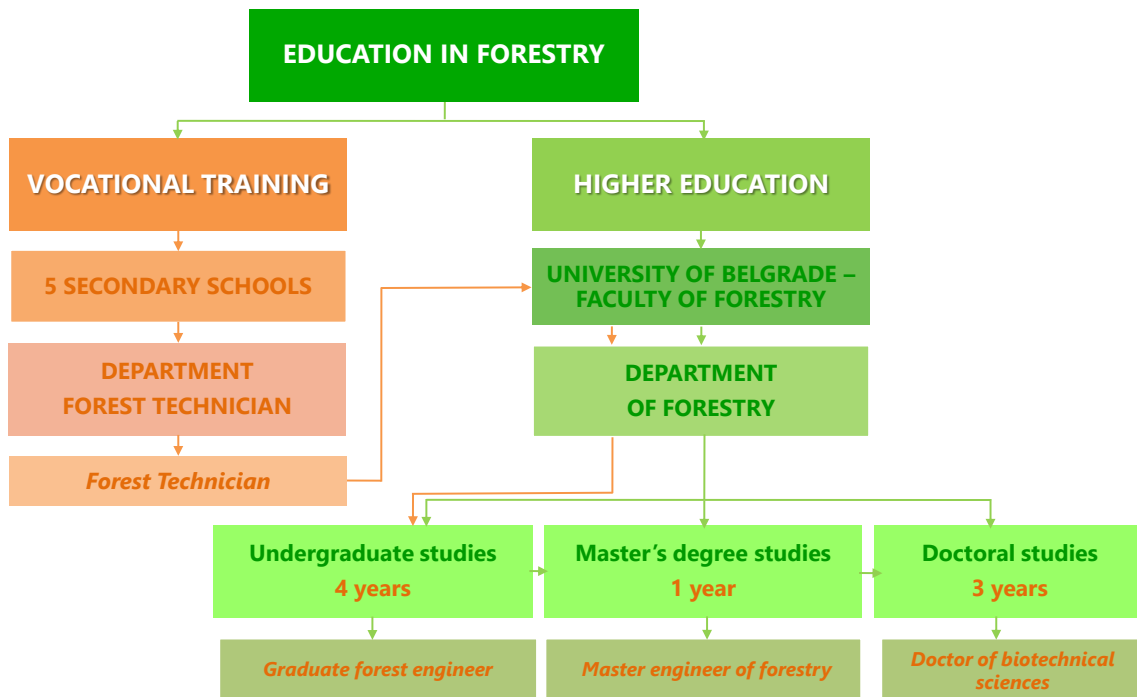 EDUCATION IN FORESTRY
VOCATIONAL TRAINING
HIGHER EDUCATION
5 SECONDARY SCHOOLS
UNIVERSITY OF BELGRADE –
FACULTY OF FORESTRY
DEPARTMENT
FOREST TECHNICIAN
DEPARTMENT
OF FORESTRY
Forest Technician
Undergraduate studies
4 years
Master’s degree studies
1 year
Doctoral studies
3 years
Graduate forest engineer
Master engineer of forestry
Doctor of biotechnical
sciences